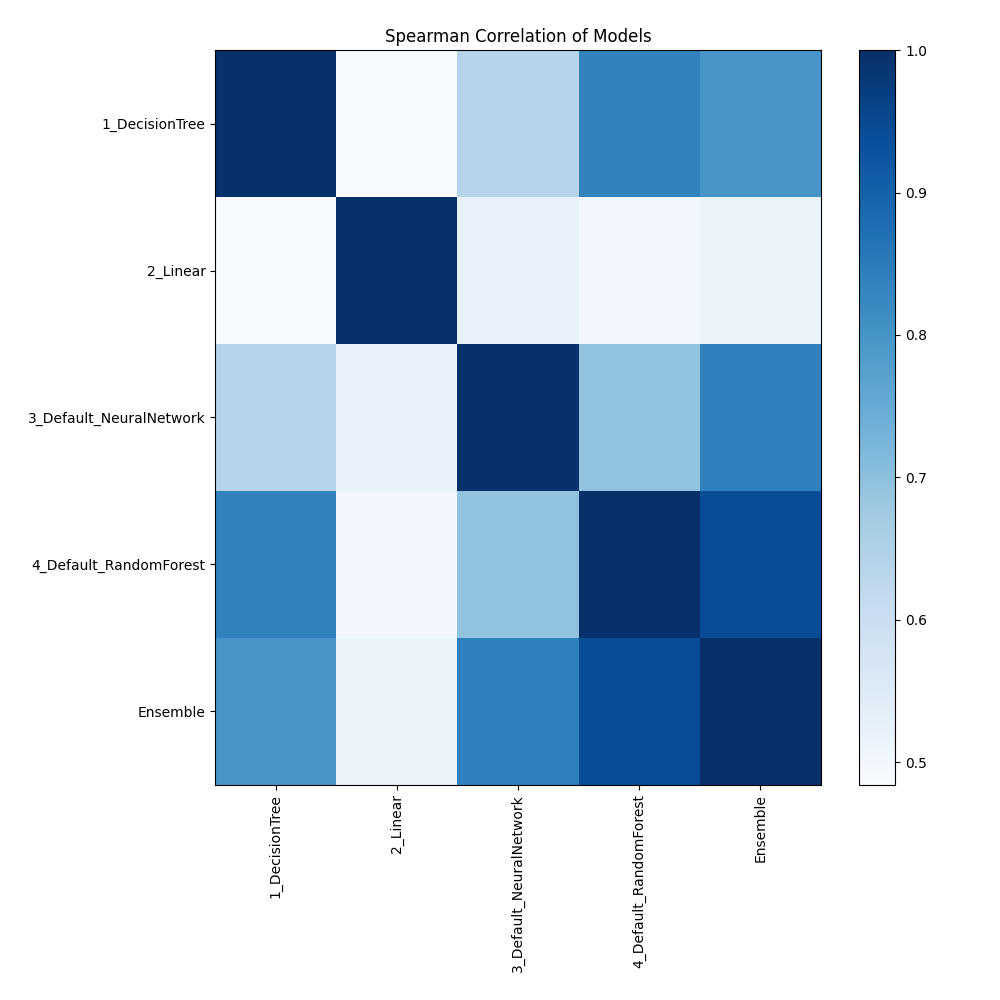 Spearman Correlation of Models
1_DecisionTree
2_Linear
3_Default_NeuralNetwork
4_Default_RandomForest
Ensemble
1_DecisionTree
2_Linear
3_Default_NeuralNetwork
4_Default_RandomForest
Ensemble
1.0
0.9
0.8
0.7
0.6
0.5